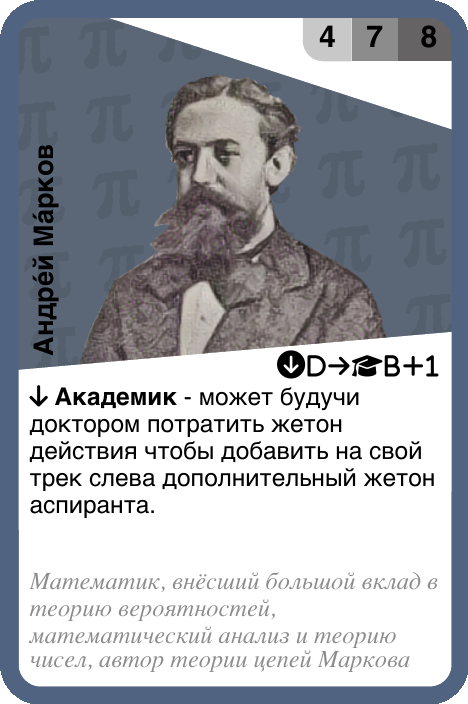 4 7 8
Андре́й Ма́рков
D→B+1
↓ Академик - может будучи
доктором потратить жетон
действия чтобы добавить на свой
трек слева дополнительный жетон
аспиранта.
Математик, внёсший большой вклад в
теорию вероятностей,
математический анализ и теорию
чисел, автор теории цепей Маркова